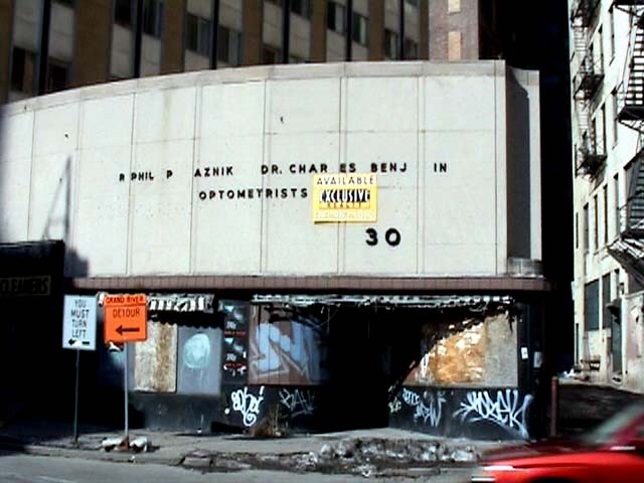 R PHIL P AZNIK DR. CHAR ES BENJ IN
OPTOMETRISTS
AVAILABLE
EXCLUSIVE
REALTY
30
CLEANERS
YOU
MUST
TURN
LEFT
GRAND RIVER
DETOUR